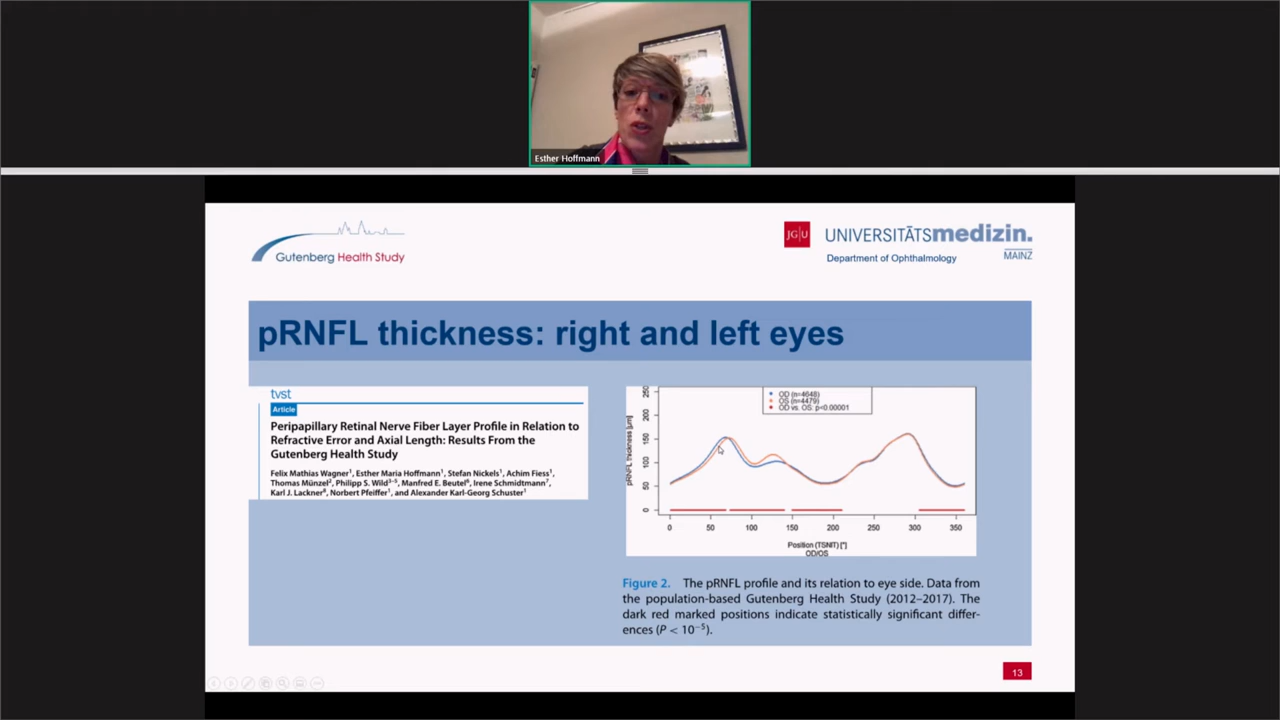 Esther Hoffmann
Gutenberg Health Study
JG|U
UNIVERSITĀTSmedizin.
MAINZ
Department of Ophthalmology
pRNFL thickness: right and left eyes
tvst
Article
Peripapillary Retinal Nerve Fiber Layer Profile in Relation to
Refractive Error and Axial Length: Results From the
Gutenberg Health Study
Felix Mathias Wagner¹, Esther Maria Hoffmann¹, Stefan Nickels¹, Achim Fiess¹,
Thomas Münzel², Philipp S. Wild³⁻⁵, Manfred E. Beutel⁶, Irene Schmidtmann⁷,
Karl J. Lackner⁸, Norbert Pfeiffer¹, and Alexander Karl-Georg Schuster¹
OD (n=4648)
OS (n=4479)
OD vs. OS: p<0.00001
pRNFL thickness [µm]
250
200
150
100
50
0
0 50 100 150 200 250 300 350
Position (TSNIT) [°]
OD/OS
Figure 2. The pRNFL profile and its relation to eye side. Data from
the population-based Gutenberg Health Study (2012–2017). The
dark red marked positions indicate statistically significant differ-
ences (P < 10⁻⁵).
13